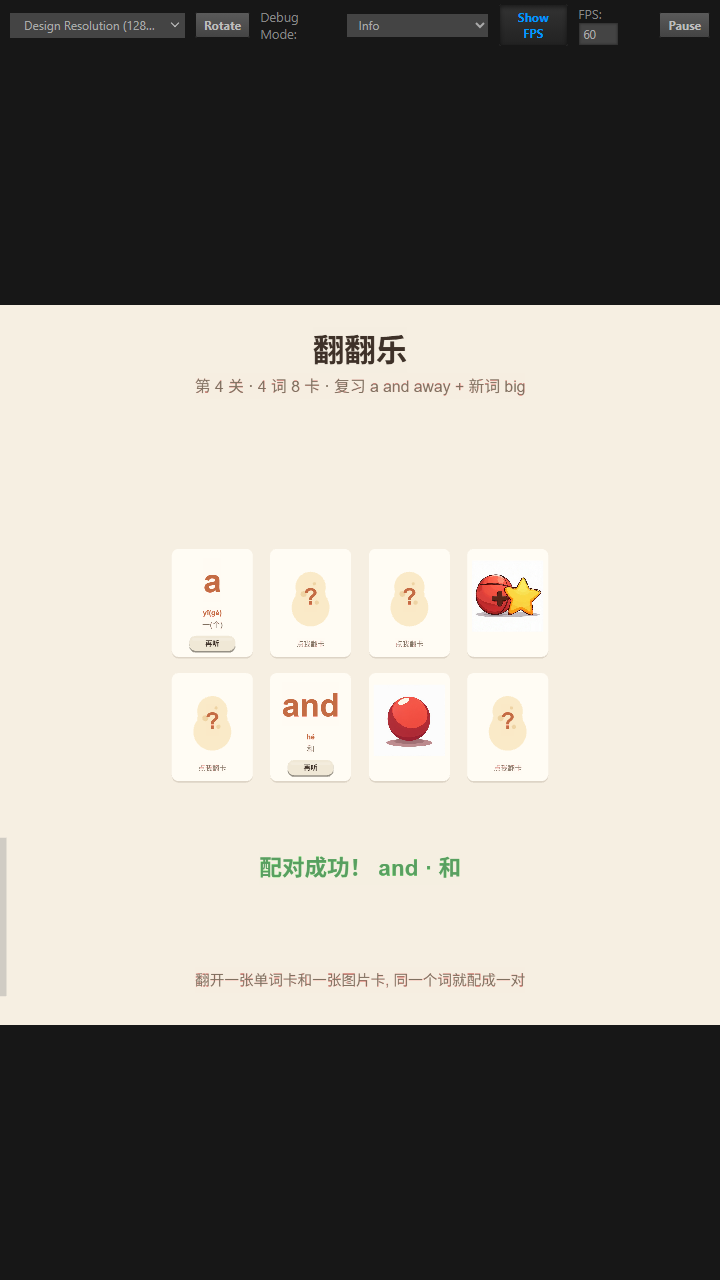 Design Resolution (128...
Rotate
Debug Mode:
Info
Show FPS
FPS:
60
Pause
翻翻乐
第 4 关 · 4 词 8 卡 · 复习 a and away + 新词 big
a
yī(gè)
一(个)
再听
?
点我翻卡
?
点我翻卡
?
点我翻卡
and
hé
和
再听
?
点我翻卡
配对成功! and · 和
翻开一张单词卡和一张图片卡, 同一个词就配成一对